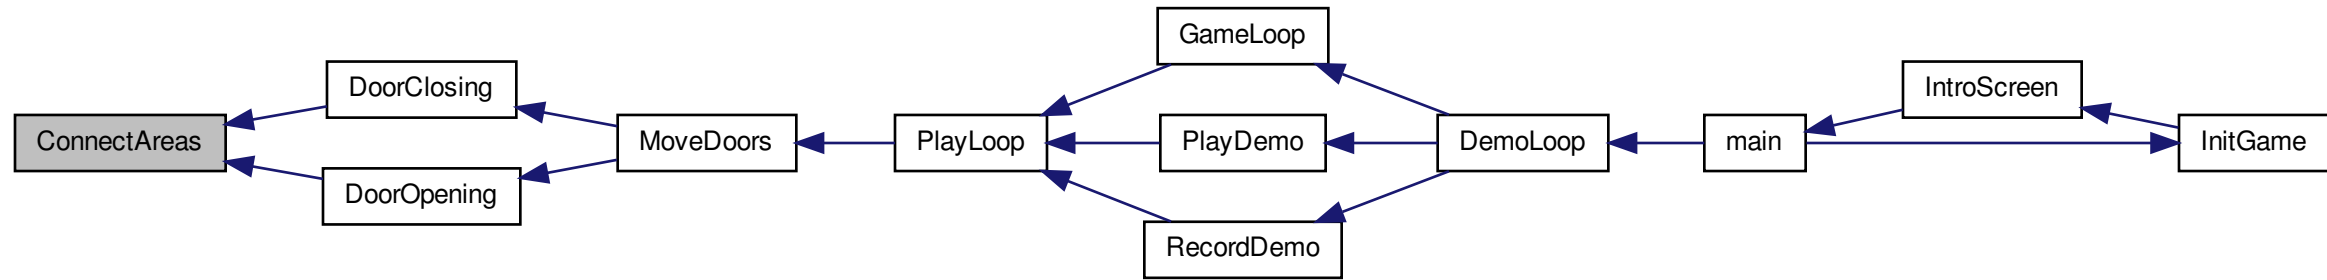 ConnectAreas
DoorClosing
DoorOpening
MoveDoors
PlayLoop
GameLoop
PlayDemo
RecordDemo
DemoLoop
main
IntroScreen
InitGame